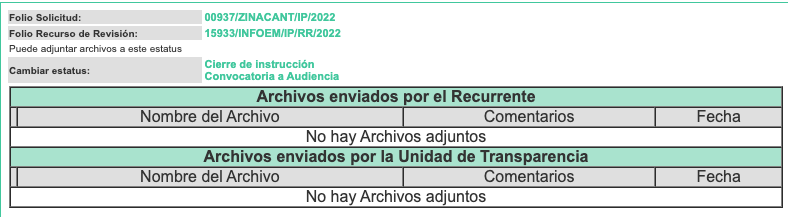 Folio Solicitud: 00937/ZINACANT/IP/2022
Folio Recurso de Revisión: 15933/INFOEM/IP/RR/2022
Puede adjuntar archivos a este estatus
Cambiar estatus: Cierre de instrucción
Convocatoria a Audiencia
Archivos enviados por el Recurrente
Nombre del Archivo Comentarios Fecha
No hay Archivos adjuntos
Archivos enviados por la Unidad de Transparencia
Nombre del Archivo Comentarios Fecha
No hay Archivos adjuntos